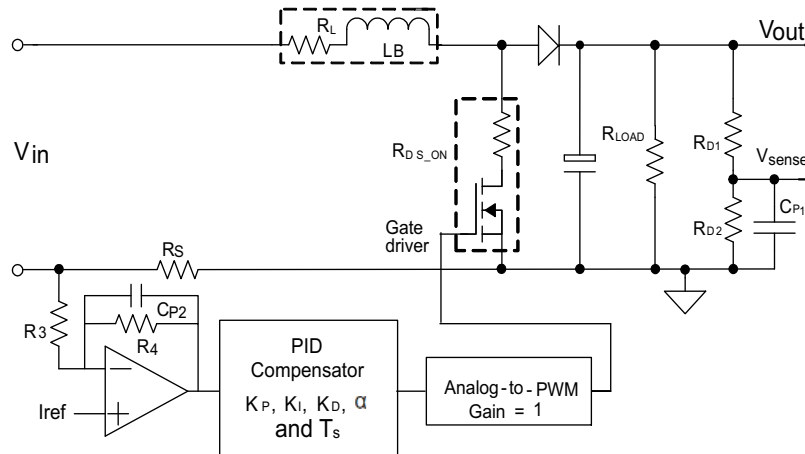 RL
LB
Vout
Vin
RDS_ON
RLOAD
RD1
Vsense
CP1
RD2
Gate
driver
RS
CP2
R3
R4
PID
Compensator
KP, KI, KD, α
and Ts
Analog-to-PWM
Gain = 1
Iref